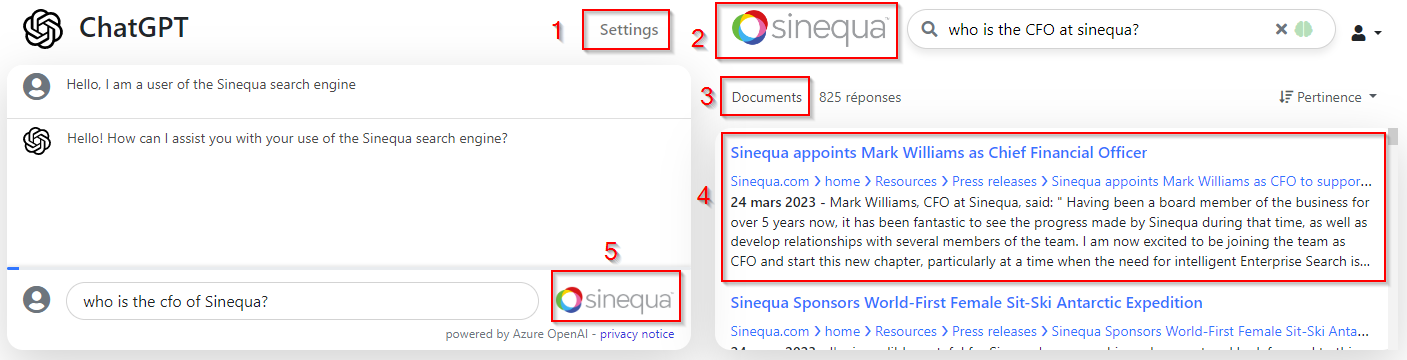 ChatGPT
1
Settings
Hello, I am a user of the Sinequa search engine
Hello! How can I assist you with your use of the Sinequa search engine?
5
who is the cfo of Sinequa?
sinequa
powered by Azure OpenAI - privacy notice
2
sinequa
who is the CFO at sinequa?
3
Documents
825 réponses
Pertinence
4
Sinequa appoints Mark Williams as Chief Financial Officer
Sinequa.com > home > Resources > Press releases > Sinequa appoints Mark Williams as CFO to suppor...
24 mars 2023 - Mark Williams, CFO at Sinequa, said: " Having been a board member of the business for
over 5 years now, it has been fantastic to see the progress made by Sinequa during that time, as well as
develop relationships with several members of the team. I am now excited to be joining the team as
CFO and start this new chapter, particularly at a time when the need for intelligent Enterprise Search is...
Sinequa Sponsors World-First Female Sit-Ski Antarctic Expedition
Sinequa.com > home > Resources > Press releases > Sinequa Sponsors World-First Female Sit-Ski Anta...